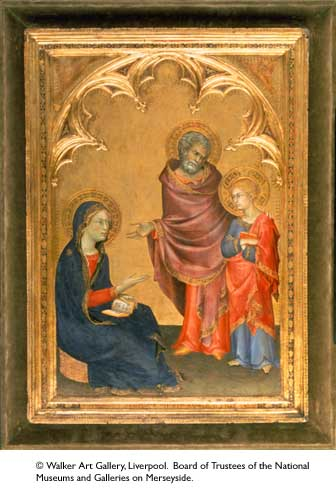 © Walker Art Gallery, Liverpool.  Board of Trustees of the National
Museums and Galleries on Merseyside.